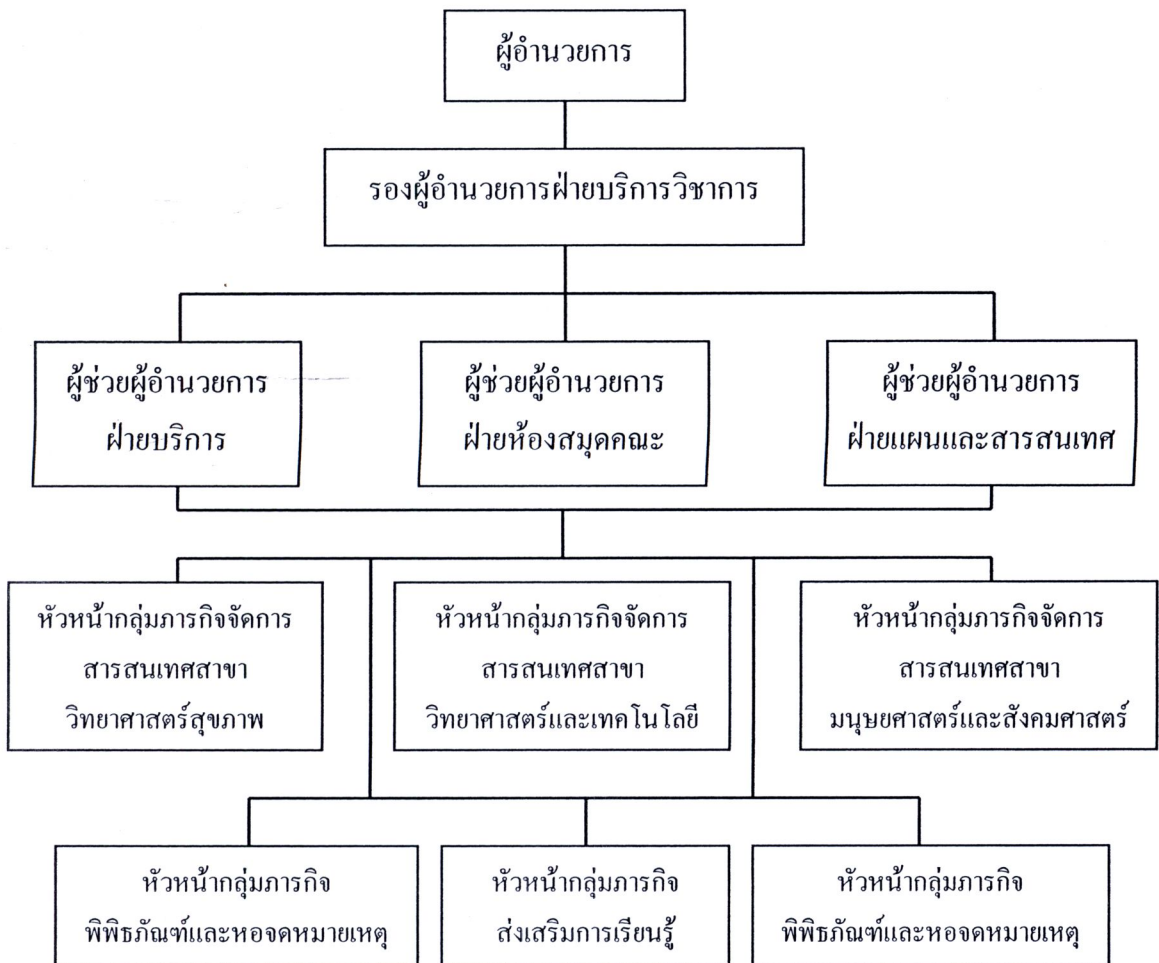 ผู้อำนวยการ
รองผู้อำนวยการฝ่ายบริการวิชาการ
ผู้ช่วยผู้อำนวยการ
ฝ่ายบริการ
ผู้ช่วยผู้อำนวยการ
ฝ่ายห้องสมุดคณะ
ผู้ช่วยผู้อำนวยการ
ฝ่ายแผนและสารสนเทศ
หัวหน้ากลุ่มภารกิจจัดการ
สารสนเทศสาขา
วิทยาศาสตร์สุขภาพ
หัวหน้ากลุ่มภารกิจจัดการ
สารสนเทศสาขา
วิทยาศาสตร์และเทคโนโลยี
หัวหน้ากลุ่มภารกิจจัดการ
สารสนเทศสาขา
มนุษยศาสตร์และสังคมศาสตร์
หัวหน้ากลุ่มภารกิจ
พิพิธภัณฑ์และหอจดหมายเหตุ
หัวหน้ากลุ่มภารกิจ
ส่งเสริมการเรียนรู้
หัวหน้ากลุ่มภารกิจ
พิพิธภัณฑ์และหอจดหมายเหตุ